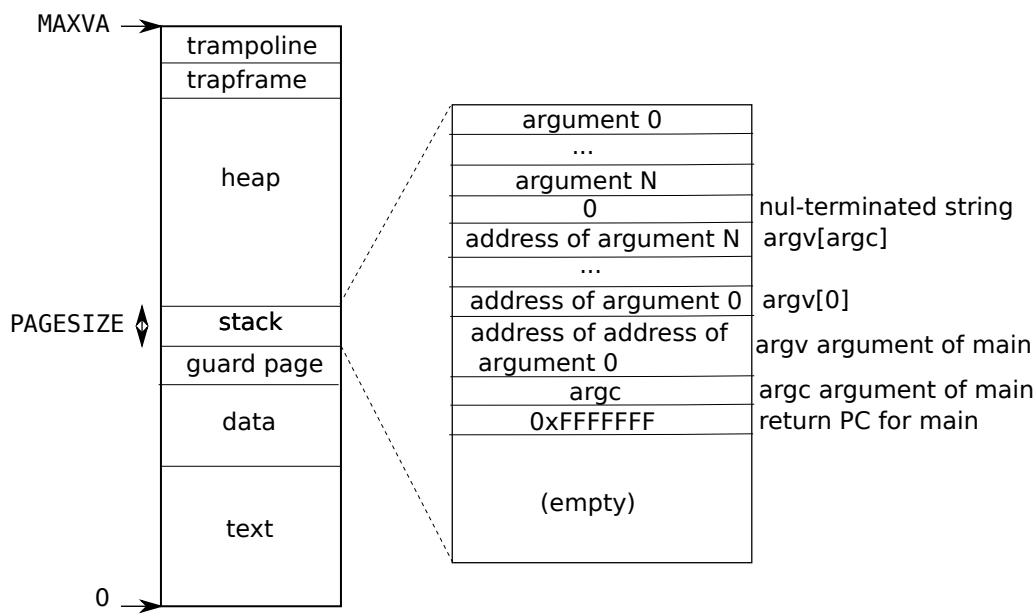 MAXVA
trampoline
trapframe
heap
PAGESIZE
stack
guard page
data
text
0
argument 0
...
argument N
0
nul-terminated string
address of argument N
argv[argc]
...
address of argument 0
argv[0]
address of address of
argument 0
argv argument of main
argc
argc argument of main
0xFFFFFFF
return PC for main
(empty)